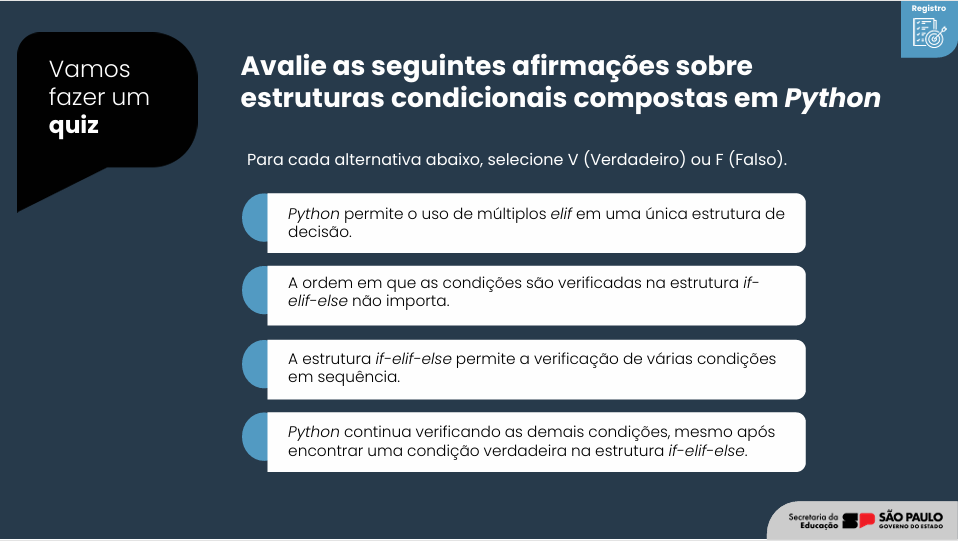 Registro
Vamos
fazer um
quiz
Avalie as seguintes afirmações sobre
estruturas condicionais compostas em Python
Para cada alternativa abaixo, selecione V (Verdadeiro) ou F (Falso).
Python permite o uso de múltiplos elif em uma única estrutura de
decisão.
A ordem em que as condições são verificadas na estrutura if-
elif-else não importa.
A estrutura if-elif-else permite a verificação de várias condições
em sequência.
Python continua verificando as demais condições, mesmo após
encontrar uma condição verdadeira na estrutura if-elif-else.
Secretaria da
Educação
SP
SÃO PAULO
GOVERNO DO ESTADO